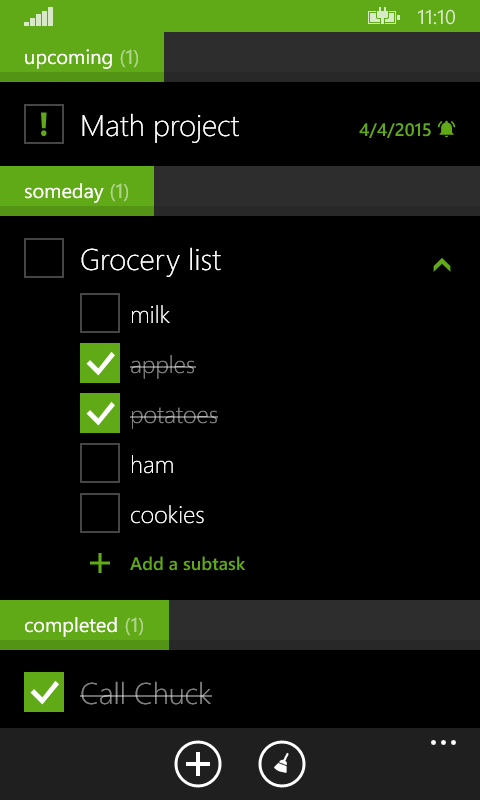 11:10
upcoming (1)
! Math project 4/4/2015
someday (1)
Grocery list
milk
apples
potatoes
ham
cookies
+ Add a subtask
completed (1)
Call Chuck